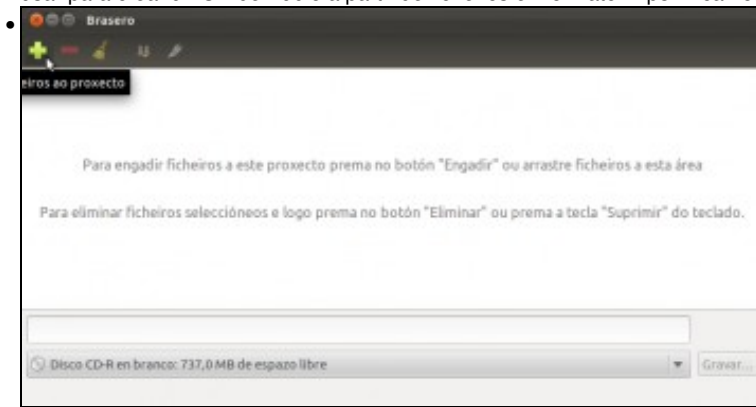 Brasero
eiros ao proxecto
Para engadir ficheiros a este proxecto prema no botón "Engadir" ou arrastre ficheiros a esta área
Para eliminar ficheiros seleccióneos e logo prema no botón "Eliminar" ou prema a tecla "Suprimir" do teclado.
Disco CD-R en branco: 737,0 MB de espazo libre
Gravar...